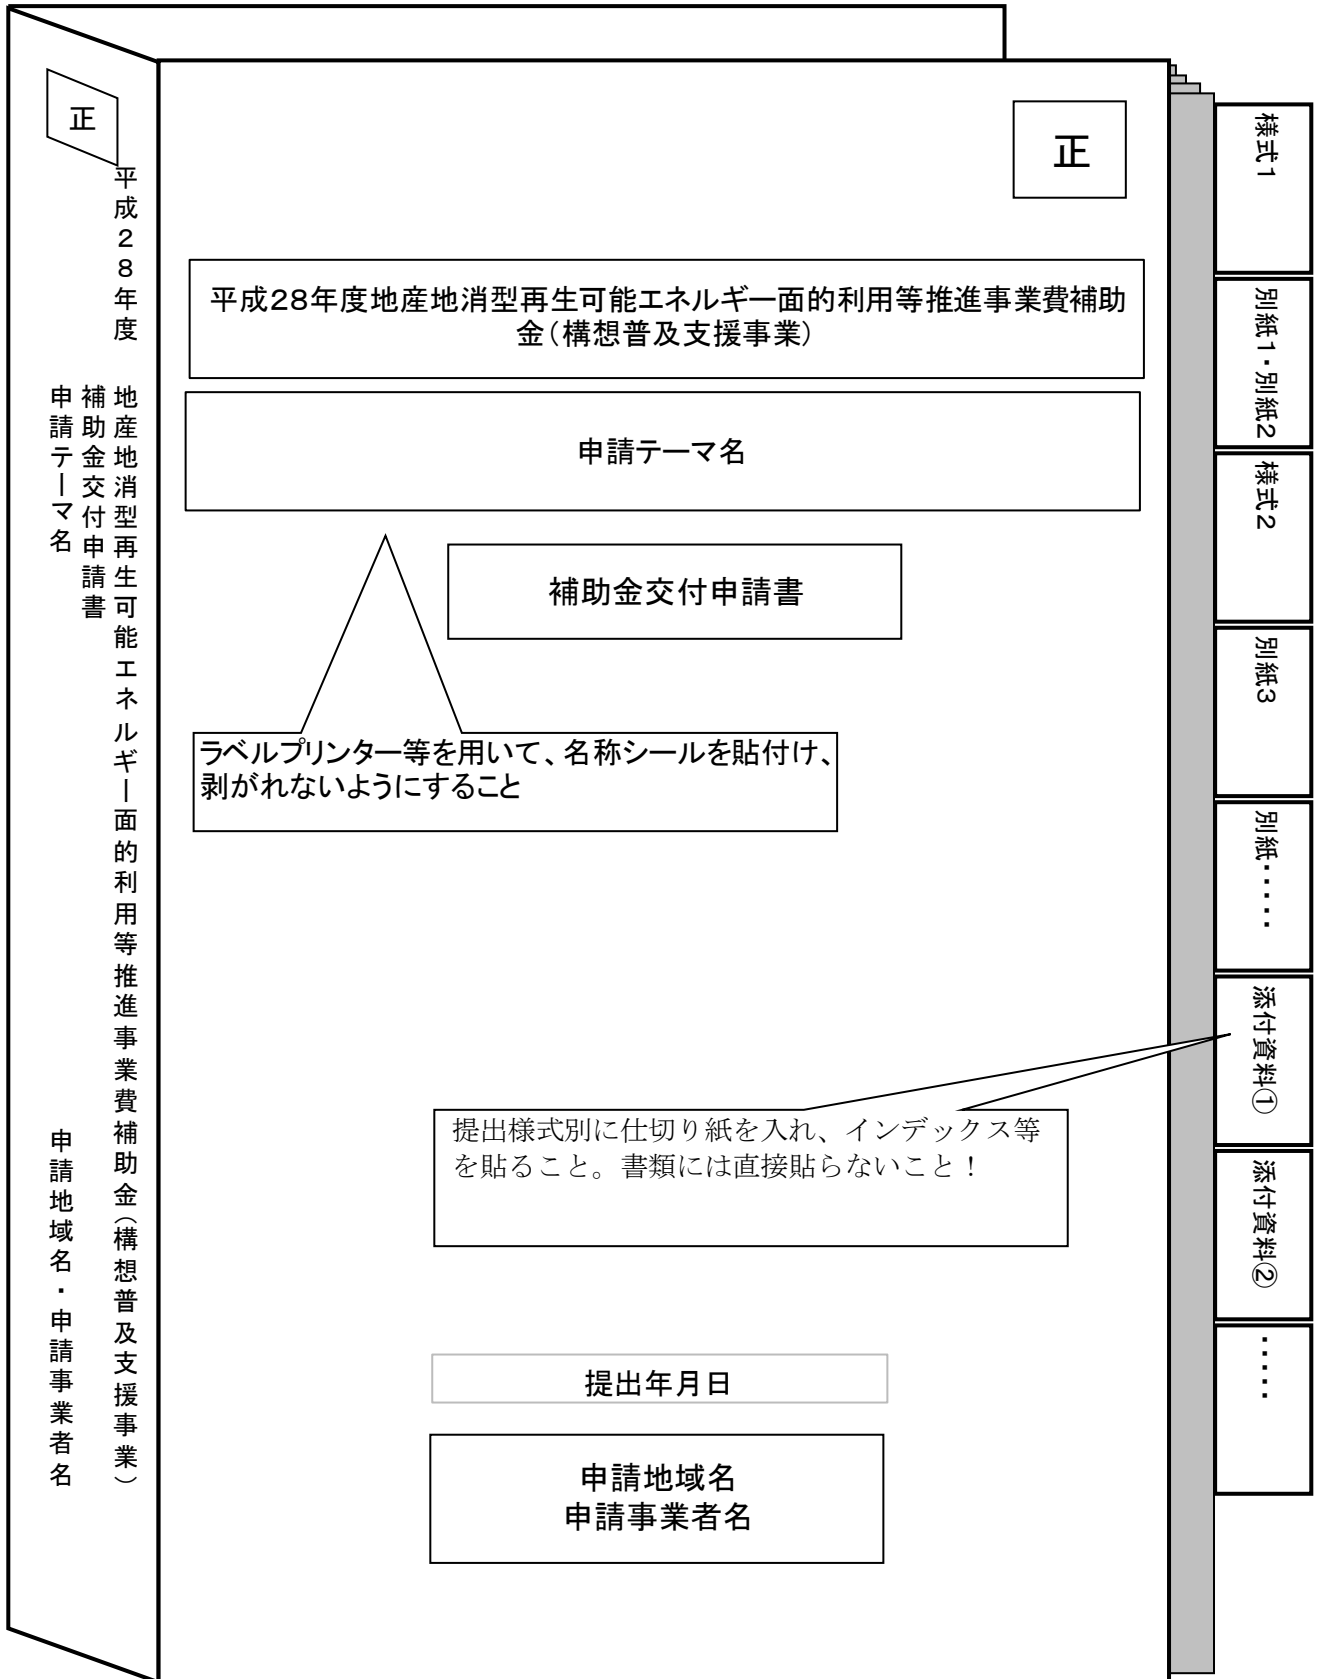 正
平成２８年度
地産地消型再生可能エネルギー面的利用等推進事業費補助金（構想普及支援事業）
補助金交付申請書
申請テーマ名
申請地域名・申請事業者名
正
平成２８年度地産地消型再生可能エネルギー面的利用等推進事業費補助
金（構想普及支援事業）
申請テーマ名
補助金交付申請書
ラベルプリンター等を用いて、名称シールを貼付け、
剥がれないようにすること
提出様式別に仕切り紙を入れ、インデックス等
を貼ること。書類には直接貼らないこと！
提出年月日
申請地域名
申請事業者名
様式１
別紙１・別紙２
様式２
別紙３
別紙・・・・・
添付資料①
添付資料②
・・・・・